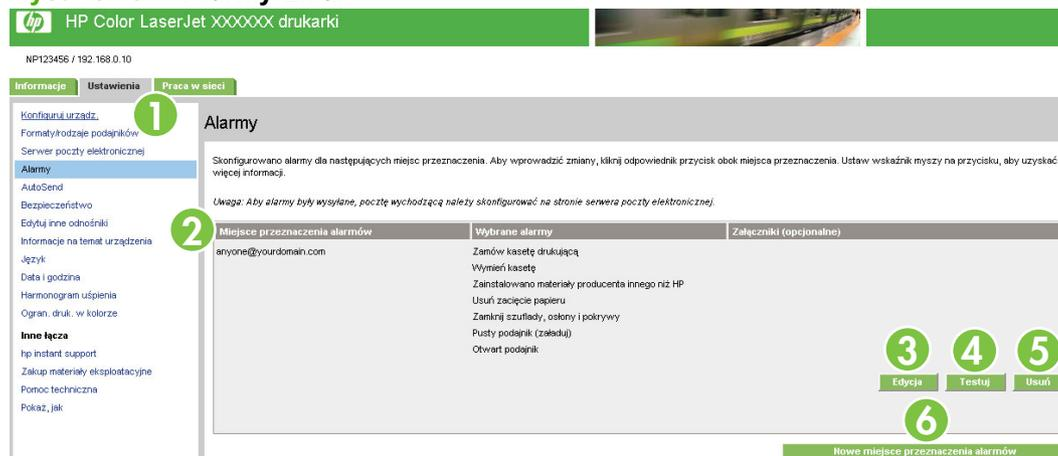 hp
HP Color LaserJet XXXXXX drukarki
NP123456 / 192.168.0.10
Informacje Ustawienia Praca w sieci
1
Konfiguruj urządz.
Formaty/rodzaje podajników
Serwer poczty elektronicznej
Alarmy
AutoSend
Bezpieczeństwo
Edytuj inne odnośniki
Informacje na temat urządzenia
Język
Data i godzina
Harmonogram uśpienia
Ogran. druk. w kolorze
Inne łącza
hp instant support
Zakup materiały eksploatacyjne
Pomoc techniczna
Pokaż, jak
Alarmy
Skonfigurowano alarmy dla następujących miejsc przeznaczenia. Aby wprowadzić zmiany, kliknij odpowiednik przycisk obok miejsca przeznaczenia. Ustaw wskaźnik myszy na przycisku, aby uzyskać
więcej informacji.
Uwaga: Aby alarmy były wysyłane, pocztę wychodzącą należy skonfigurować na stronie serwera poczty elektronicznej.
2
Miejsce przeznaczenia alarmów Wybrane alarmy Załączniki (opcjonalne)
anyone@yourdomain.com Zamów kasetę drukującą
Wymień kasetę
Zainstalowano materiały producenta innego niż HP
Usuń zacięcie papieru
Zamknij szuflady, osłony i pokrywy
Pusty podajnik (załaduj)
Otwart podajnik
3 4 5
Edycja Testuj Usuń
6
Nowe miejsce przeznaczenia alarmów